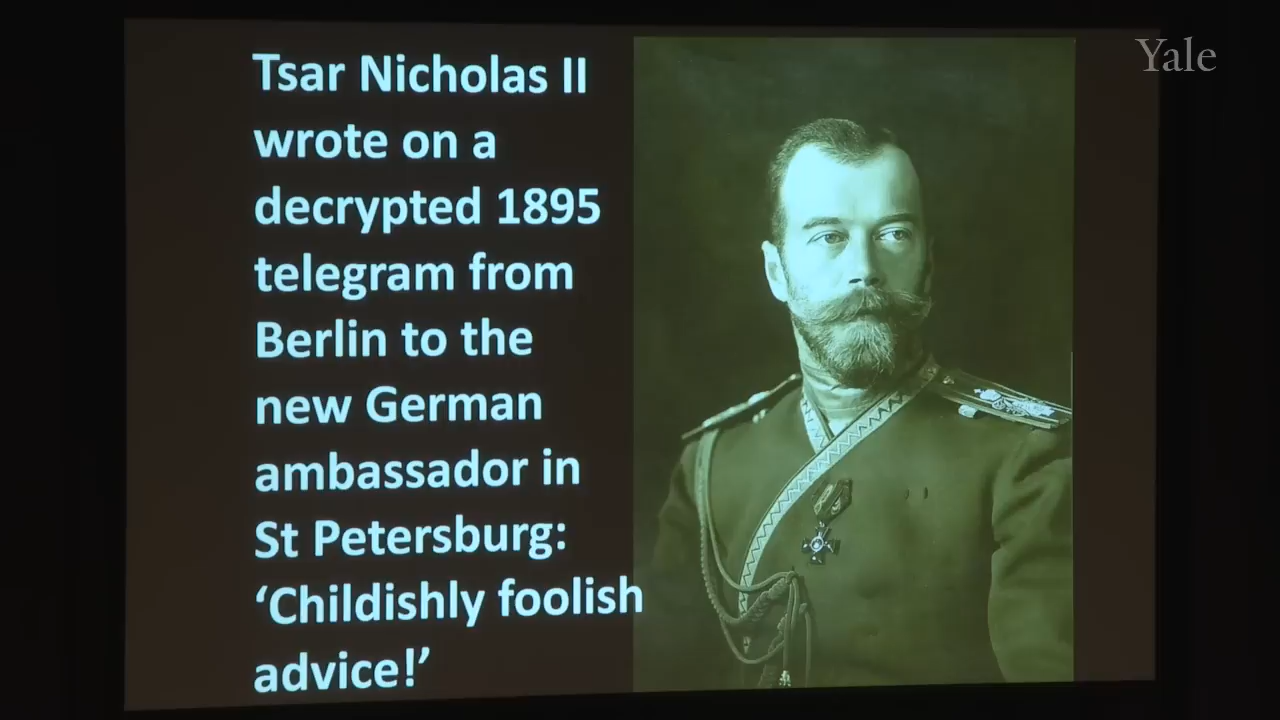 Yale
Tsar Nicholas II
wrote on a
decrypted 1895
telegram from
Berlin to the
new German
ambassador in
St Petersburg:
‘Childishly foolish
advice!’